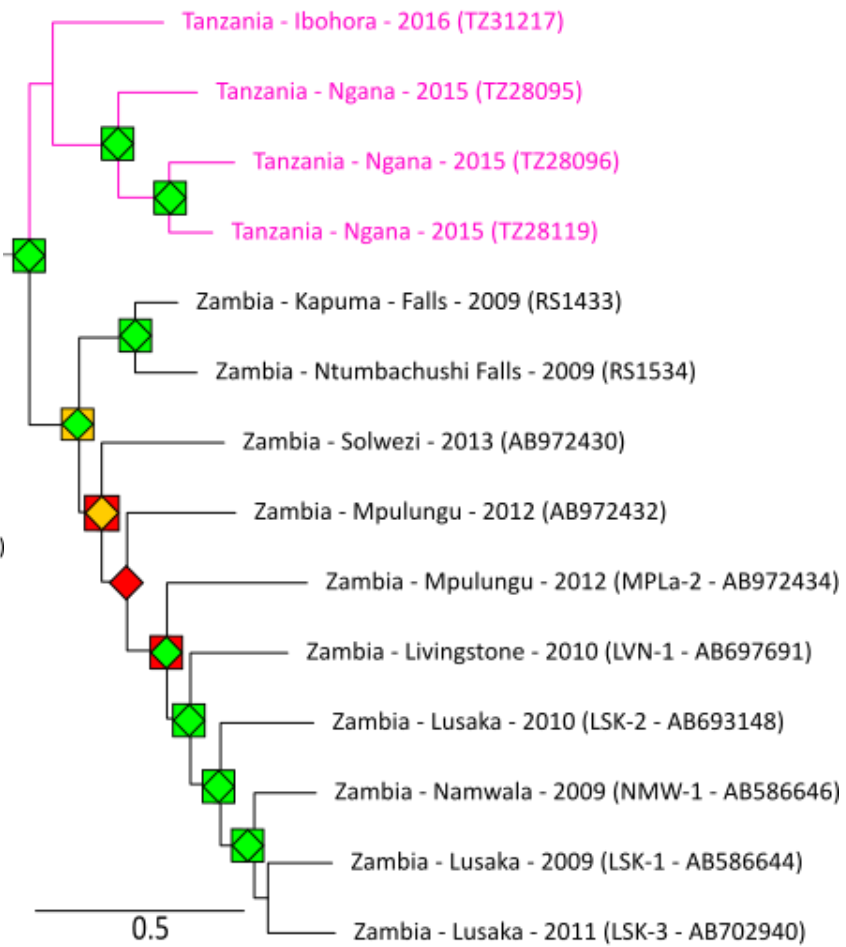 Tanzania - Ibohora - 2016 (TZ31217)
Tanzania - Ngana - 2015 (TZ28095)
Tanzania - Ngana - 2015 (TZ28096)
Tanzania - Ngana - 2015 (TZ28119)
Zambia - Kapuma - Falls - 2009 (RS1433)
Zambia - Ntumbachushi Falls - 2009 (RS1534)
Zambia - Solwezi - 2013 (AB972430)
Zambia - Mpulungu - 2012 (AB972432)
)
Zambia - Mpulungu - 2012 (MPLa-2 - AB972434)
Zambia - Livingstone - 2010 (LVN-1 - AB697691)
Zambia - Lusaka - 2010 (LSK-2 - AB693148)
Zambia - Namwala - 2009 (NMW-1 - AB586646)
Zambia - Lusaka - 2009 (LSK-1 - AB586644)
Zambia - Lusaka - 2011 (LSK-3 - AB702940)
0.5